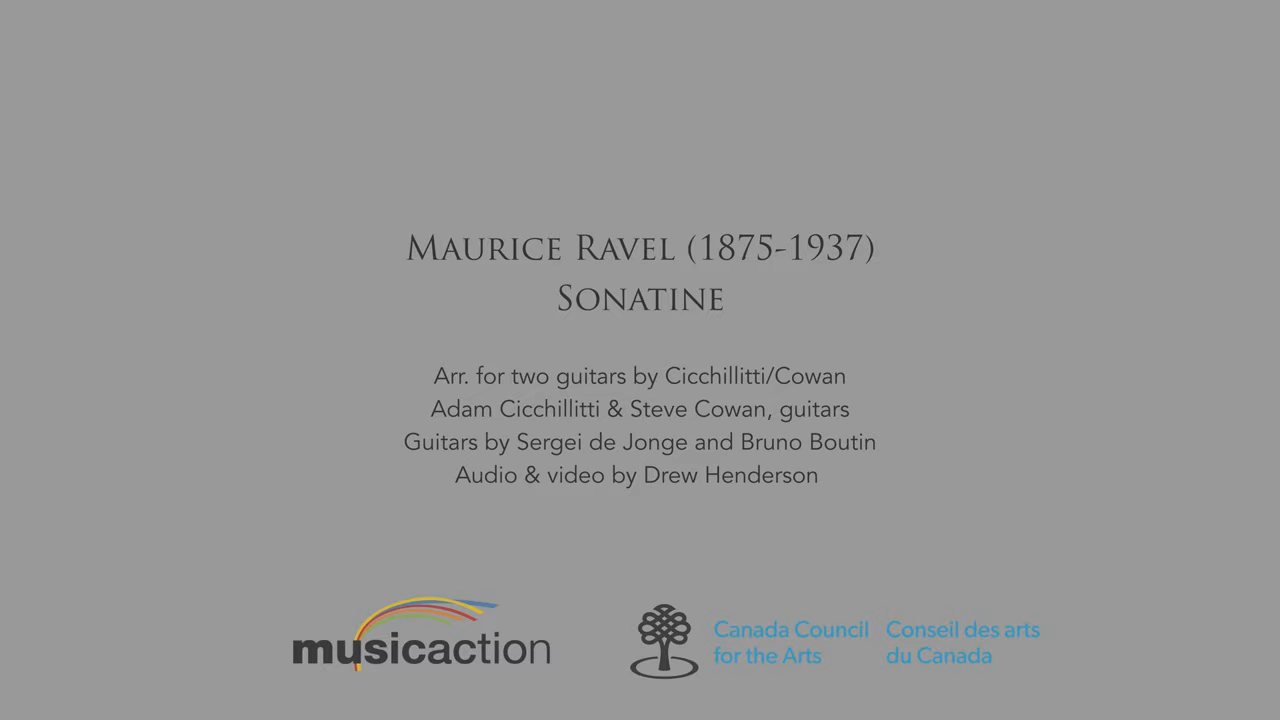 Maurice Ravel (1875-1937)
Sonatine
Arr. for two guitars by Cicchillitti/Cowan
Adam Cicchillitti & Steve Cowan, guitars
Guitars by Sergei de Jonge and Bruno Boutin
Audio & video by Drew Henderson
musicaction
Canada Council for the Arts
Conseil des arts du Canada